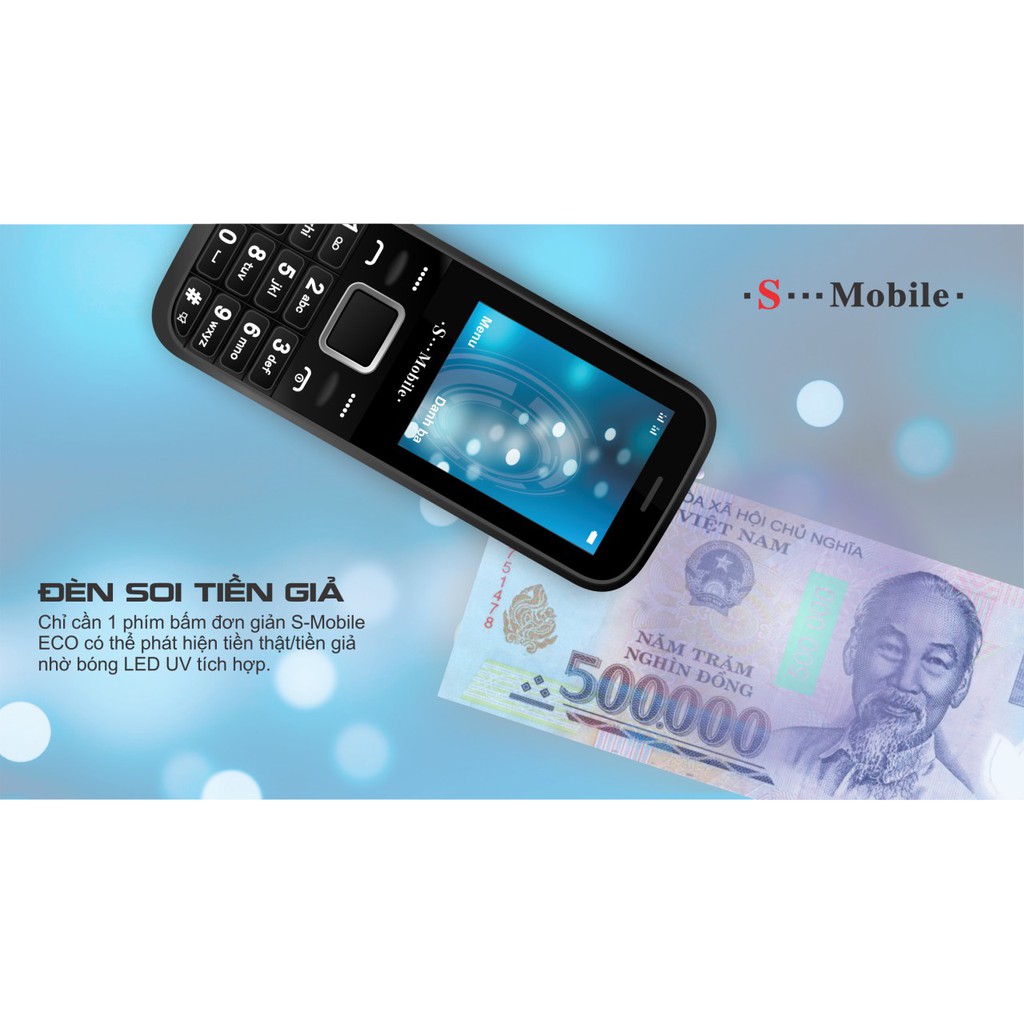 ·S···Mobile·
0
8 tuv
5 jkl
2 abc
#
9 wxyz
6 mno
3 def
·S···Mobile·
Menu
Danh bạ
XÃ HỘI CHỦ NGHĨA
VIỆT NAM
751478
NĂM TRĂM
NGHÌN ĐỒNG
500.000
ĐÈN SOI TIỀN GIẢ
Chỉ cần 1 phím bấm đơn giản S-Mobile
ECO có thể phát hiện tiền thật/tiền giả
nhờ bóng LED UV tích hợp.